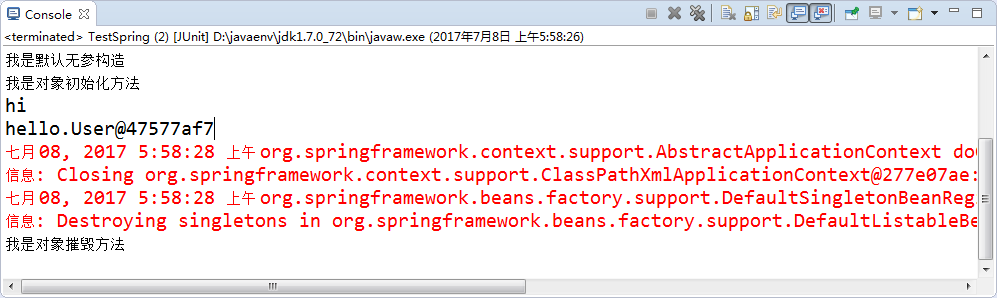 Console
<terminated> TestSpring (2) [JUnit] D:\javaenv\jdk1.7.0_72\bin\javaw.exe (2017年7月8日 上午5:58:26)
我是默认无参构造
我是对象初始化方法
hi
hello.User@47577af7
七月 08, 2017 5:58:28 上午 org.springframework.context.support.AbstractApplicationContext do
信息: Closing org.springframework.context.support.ClassPathXmlApplicationContext@277e07ae:
七月 08, 2017 5:58:28 上午 org.springframework.beans.factory.support.DefaultSingletonBeanReg
信息: Destroying singletons in org.springframework.beans.factory.support.DefaultListableBe
我是对象摧毁方法